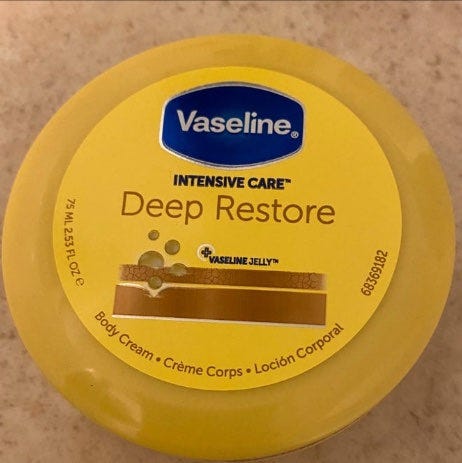 Vaseline®
INTENSIVE CARE™
Deep Restore
+ VASELINE JELLY™
75 ML 2.53 FL OZ ℮
68369182
Body Cream • Crème Corps • Loción Corporal